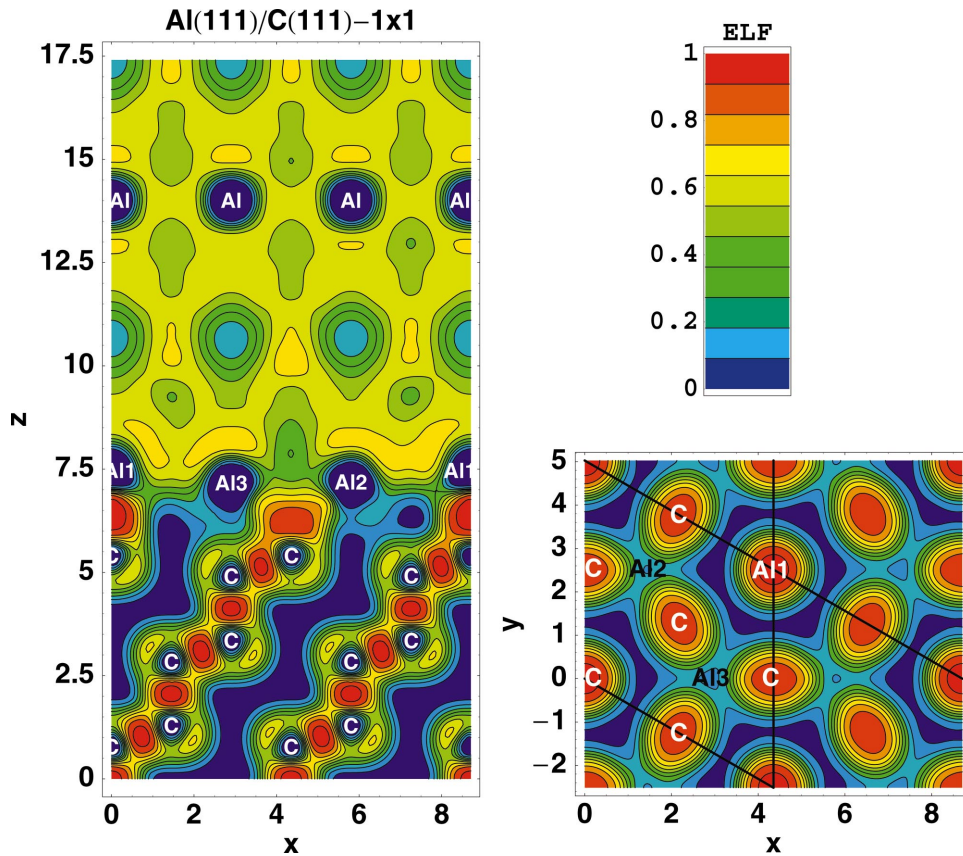 Al(111)/C(111)−1x1
17.5
15
12.5
z
10
7.5
5
2.5
0
Al Al Al Al
Al1 Al3 Al2 Al1
C C
C C
C C
C C
C C
C C
0 2 4 6 8
x
ELF
1
0.8
0.6
0.4
0.2
0
5
4
3
2
y
1
0
−1
−2
C
C Al2 Al1
C
C Al3 C
C
0 2 4 6 8
x